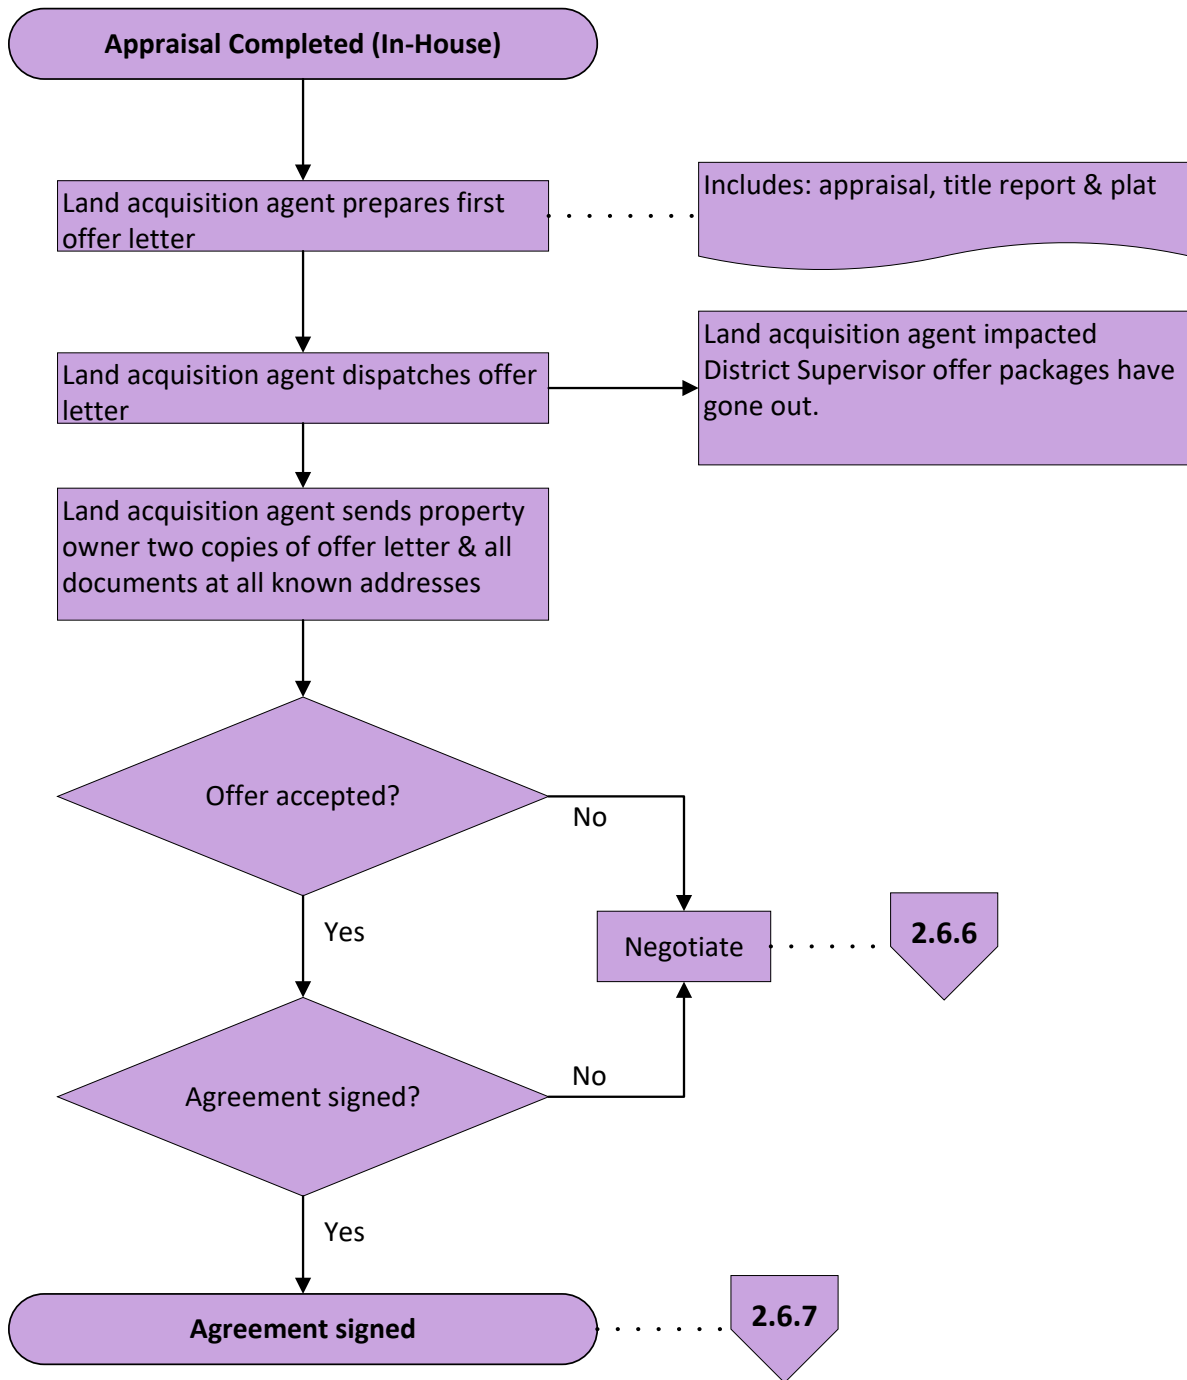 Appraisal Completed (In-House)
Land acquisition agent prepares first
offer letter
Includes: appraisal, title report & plat
Land acquisition agent dispatches offer
letter
Land acquisition agent impacted
District Supervisor offer packages have
gone out.
Land acquisition agent sends property
owner two copies of offer letter & all
documents at all known addresses
Offer accepted?
No
Yes
Negotiate
2.6.6
Agreement signed?
No
Yes
Agreement signed
2.6.7